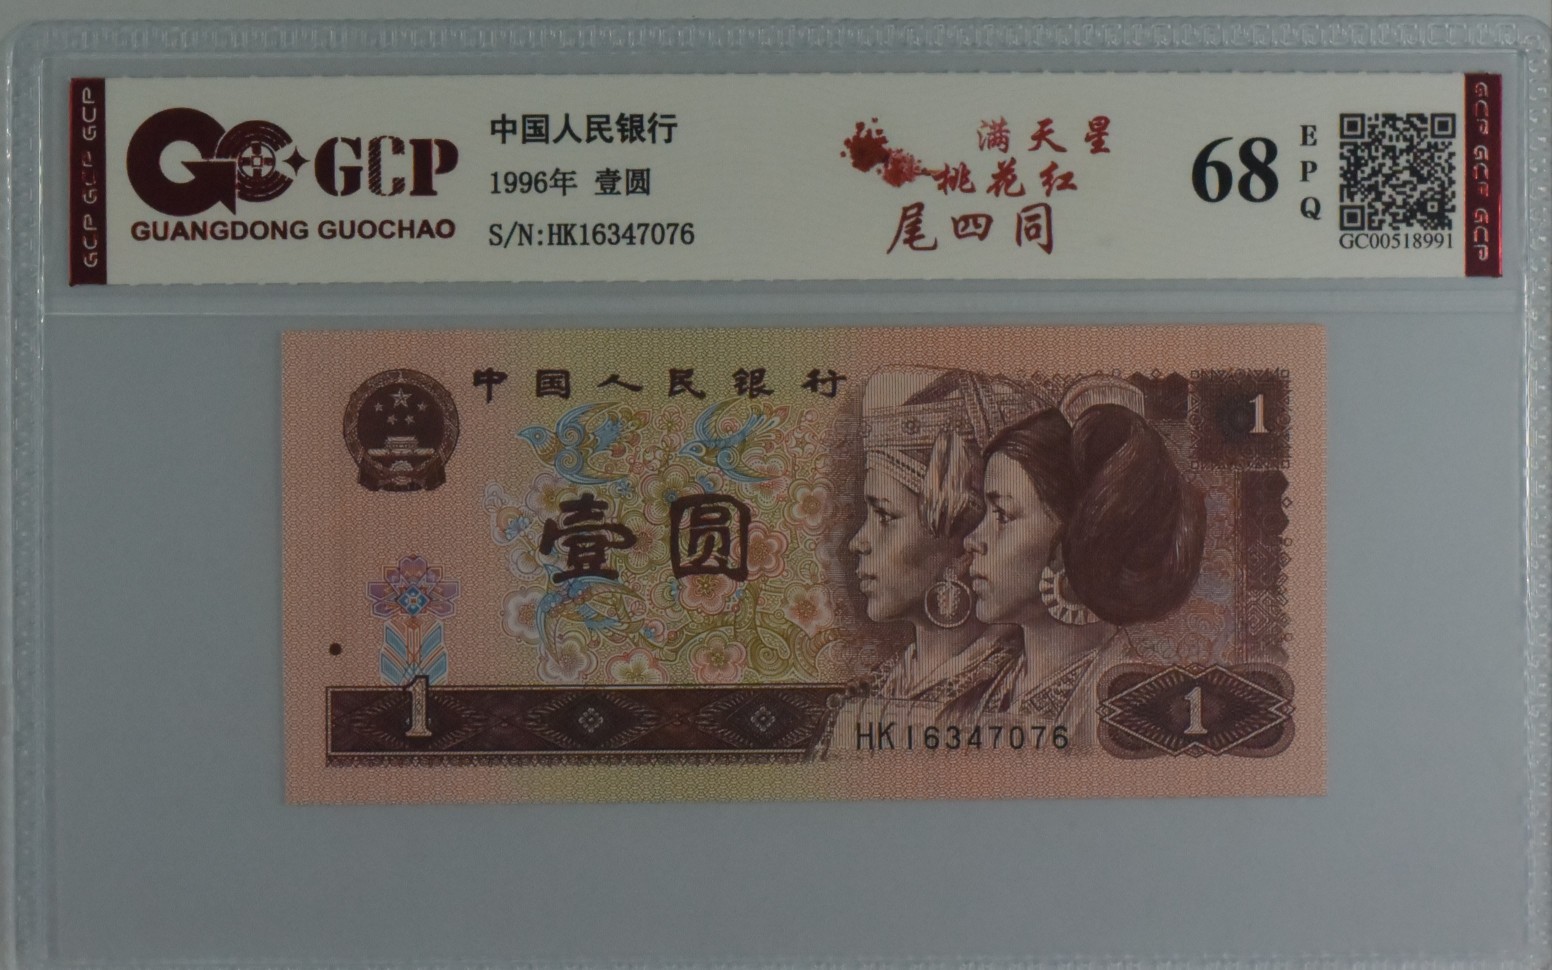 GCP
GUANGDONG GUOCHAO
中国人民银行
1996年 壹圆
S/N:HK16347076
满天星
桃花红
尾四同
68
EPQ
GC00518991
GCP GCP GCP
GCP GCP GCP
中国人民银行
1
壹圆
1
HK16347076
1